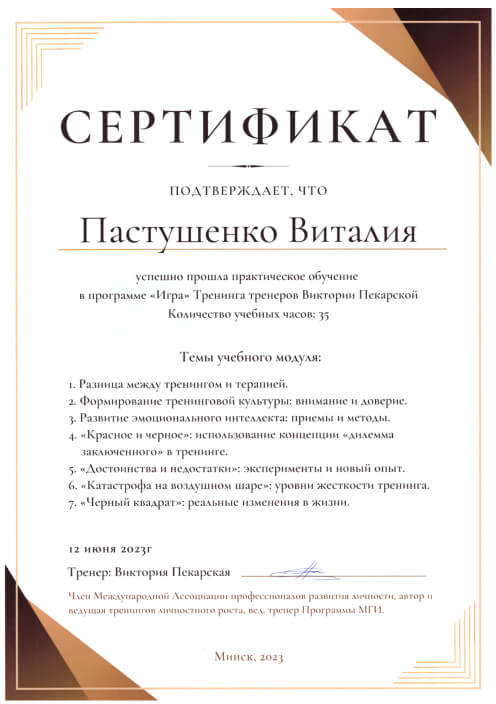 СЕРТИФИКАТ
ПОДТВЕРЖДАЕТ, ЧТО
Пастушенко Виталия
успешно прошла практическое обучение
в программе «Игра» Тренинга тренеров Виктории Пекарской
Количество учебных часов: 35
Темы учебного модуля:
1. Разница между тренингом и терапией.
2. Формирование тренинговой культуры: внимание и доверие.
3. Развитие эмоционального интеллекта: приемы и методы.
4. «Красное и черное»: использование концепции «дилемма
заключенного» в тренинге.
5. «Достоинства и недостатки»: эксперименты и новый опыт.
6. «Катастрофа на воздушном шаре»: уровни жесткости тренинга.
7. «Черный квадрат»: реальные изменения в жизни.
12 июня 2023г
Тренер: Виктория Пекарская
Член Международной Ассоциации профессионалов развития личности, автор и
ведущая тренингов личностного роста, вед. тренер Программы МГИ.
Минск, 2023